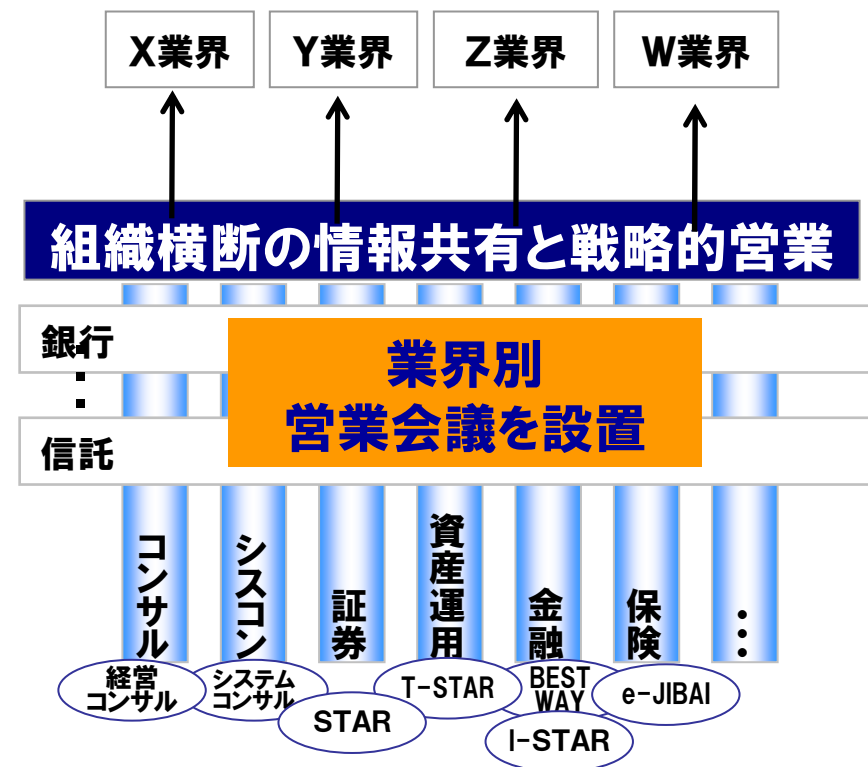 X業界
Y業界
Z業界
W業界
組織横断の情報共有と戦略的営業
銀行
業界別
営業会議を設置
信託
コンサル
シスコン
証券
資産運用
金融
保険
…
経営
コンサル
システム
コンサル
STAR
T-STAR
BEST
WAY
I-STAR
e-JIBAI